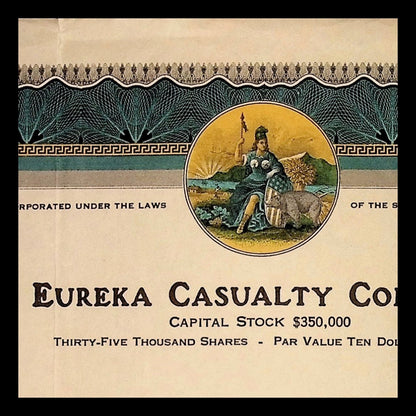 ORPORATED UNDER THE LAWS OF THE S
EUREKA CASUALTY CO
CAPITAL STOCK $350,000
THIRTY-FIVE THOUSAND SHARES - PAR VALUE TEN DOL